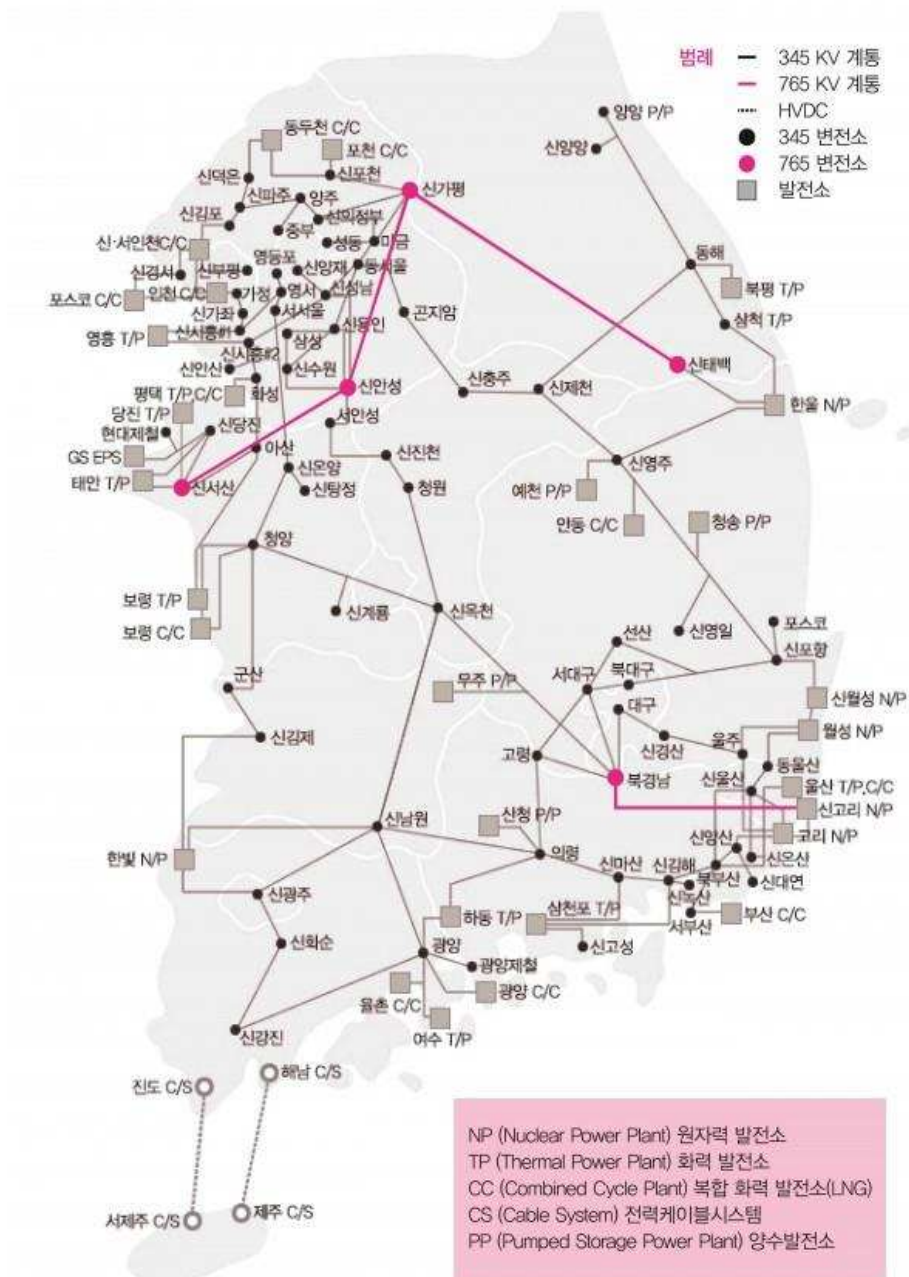 범례
345 KV 계통
765 KV 계통
HVDC
345 변전소
765 변전소
발전소
양양 P/P
신양양
동두천 C/C
포천 C/C
신덕은
신포천
신가평
신파주
양주
신김포
신의정부
중부
성동
미금
신·서인천C/C
영등포
신양재
동서울
동해
신경서
신부평
신성남
북평 T/P
포스코 C/C
인천 C/C
가정
영서
곤지암
신가좌
서서울
삼척 T/P
영흥 T/P
신시흥#1
신용인
삼성
신시흥#2
신태백
신인산
신수원
신충주
신제천
평택 T/P,C/C
화성
신안성
한울 N/P
당진 T/P
서안성
현대제철
신당진
아산
신진천
GS EPS
신온양
신영주
태안 T/P
신서산
신탕정
청원
예천 P/P
안동 C/C
청송 P/P
청양
보령 T/P
신계룡
신옥천
보령 C/C
선산
신영일
포스코
신포항
서대구
북대구
군산
무주 P/P
신월성 N/P
대구
월성 N/P
신김제
고령
신경산
울주
동울산
북경남
신울산
울산 T/P,C/C
신고리 N/P
산청 P/P
신남원
신양산
고리 N/P
한빛 N/P
의령
신마산
신김해
북부산
신온산
신녹산
신대연
신광주
하동 T/P
삼천포 T/P
서부산
부산 C/C
신화순
광양
신고성
광양제철
율촌 C/C
광양 C/C
신강진
여수 T/P
진도 C/S
해남 C/S
서제주 C/S
제주 C/S
NP (Nuclear Power Plant) 원자력 발전소
TP (Thermal Power Plant) 화력 발전소
CC (Combined Cycle Plant) 복합 화력 발전소(LNG)
CS (Cable System) 전력케이블시스템
PP (Pumped Storage Power Plant) 양수발전소